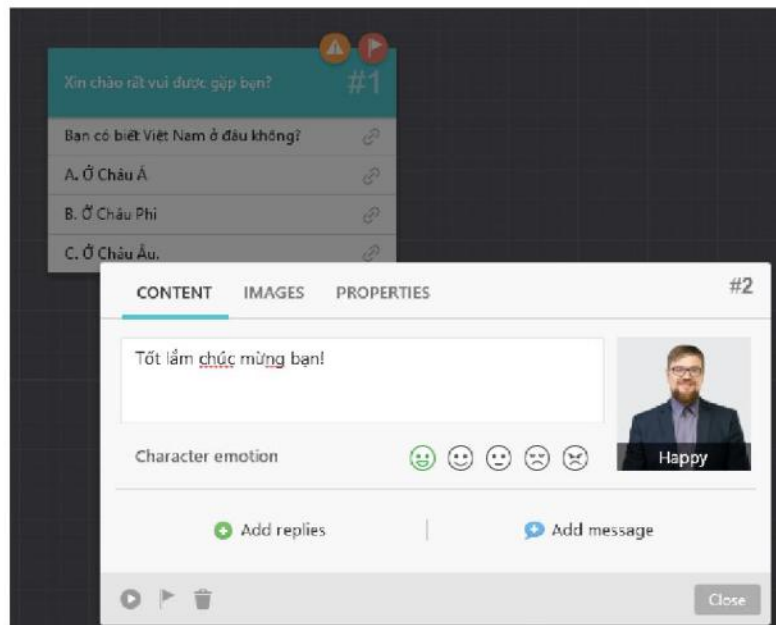 Xin chào rất vui được gặp bạn?
#1
Bạn có biết Việt Nam ở đâu không?
A. Ở Châu Á
B. Ở Châu Phi
C. Ở Châu Âu.
CONTENT IMAGES PROPERTIES #2
Tốt lắm chúc mừng bạn!
Character emotion
Happy
Add replies Add message
Close